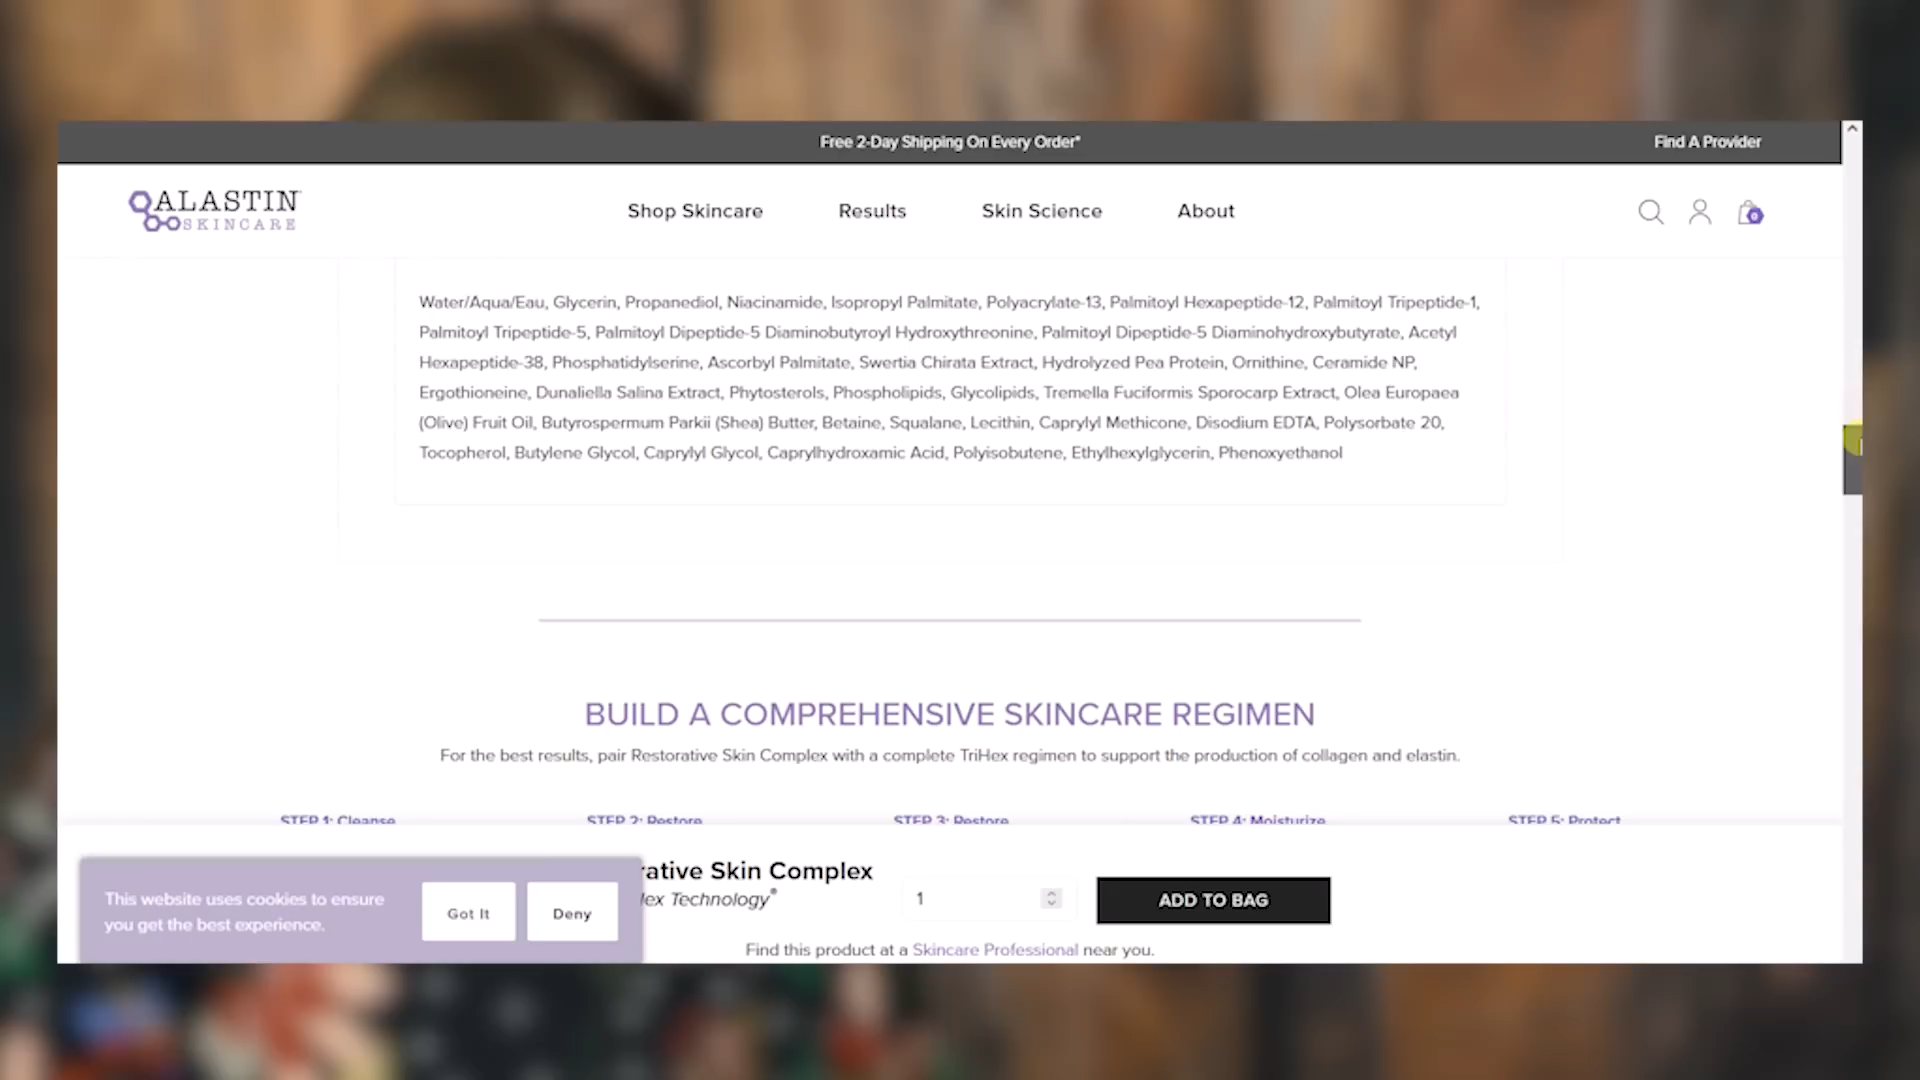 Free 2-Day Shipping On Every Order*
Find A Provider
ALASTIN
SKINCARE
Shop Skincare
Results
Skin Science
About
0
Water/Aqua/Eau, Glycerin, Propanediol, Niacinamide, Isopropyl Palmitate, Polyacrylate-13, Palmitoyl Hexapeptide-12, Palmitoyl Tripeptide-1,
Palmitoyl Tripeptide-5, Palmitoyl Dipeptide-5 Diaminobutyroyl Hydroxythreonine, Palmitoyl Dipeptide-5 Diaminohydroxybutyrate, Acetyl
Hexapeptide-38, Phosphatidylserine, Ascorbyl Palmitate, Swertia Chirata Extract, Hydrolyzed Pea Protein, Ornithine, Ceramide NP,
Ergothioneine, Dunaliella Salina Extract, Phytosterols, Phospholipids, Glycolipids, Tremella Fuciformis Sporocarp Extract, Olea Europaea
(Olive) Fruit Oil, Butyrospermum Parkii (Shea) Butter, Betaine, Squalane, Lecithin, Caprylyl Methicone, Disodium EDTA, Polysorbate 20,
Tocopherol, Butylene Glycol, Caprylyl Glycol, Caprylhydroxamic Acid, Polyisobutene, Ethylhexylglycerin, Phenoxyethanol
BUILD A COMPREHENSIVE SKINCARE REGIMEN
For the best results, pair Restorative Skin Complex with a complete TriHex regimen to support the production of collagen and elastin.
STEP 1: Cleanse
STEP 2: Restore
STEP 3: Restore
STEP 4: Moisturize
STEP 5: Protect
This website uses cookies to ensure
you get the best experience.
Got It
Deny
rative Skin Complex
ex Technology®
1
ADD TO BAG
Find this product at a Skincare Professional near you.